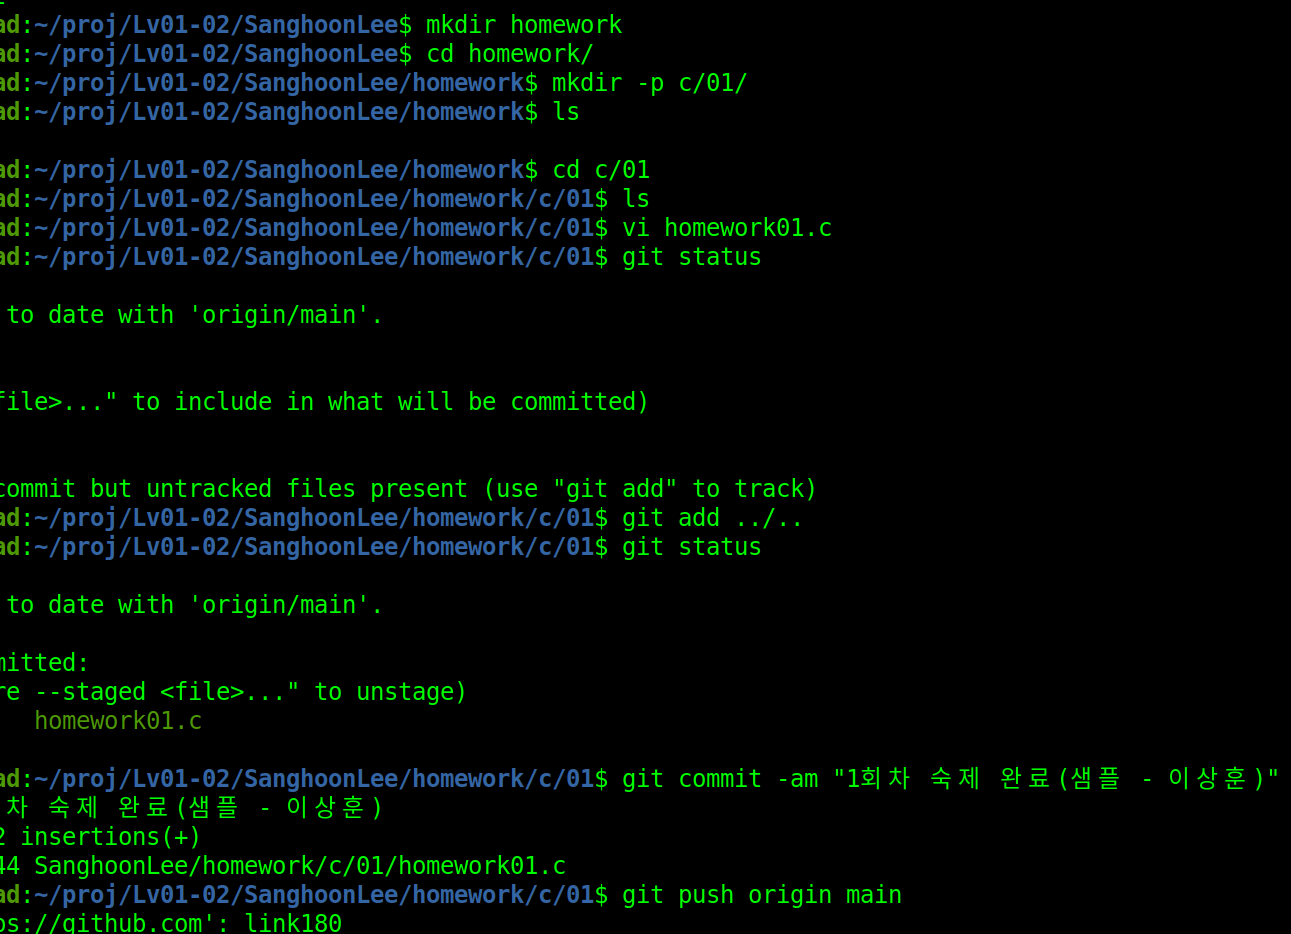 ad:~/proj/Lv01-02/SanghoonLee$ mkdir homework
ad:~/proj/Lv01-02/SanghoonLee$ cd homework/
ad:~/proj/Lv01-02/SanghoonLee/homework$ mkdir -p c/01/
ad:~/proj/Lv01-02/SanghoonLee/homework$ ls
ad:~/proj/Lv01-02/SanghoonLee/homework$ cd c/01
ad:~/proj/Lv01-02/SanghoonLee/homework/c/01$ ls
ad:~/proj/Lv01-02/SanghoonLee/homework/c/01$ vi homework01.c
ad:~/proj/Lv01-02/SanghoonLee/homework/c/01$ git status
to date with 'origin/main'.
file>..." to include in what will be committed)
commit but untracked files present (use "git add" to track)
ad:~/proj/Lv01-02/SanghoonLee/homework/c/01$ git add ../..
ad:~/proj/Lv01-02/SanghoonLee/homework/c/01$ git status
to date with 'origin/main'.
mitted:
re --staged <file>..." to unstage)
homework01.c
ad:~/proj/Lv01-02/SanghoonLee/homework/c/01$ git commit -am "1회차 숙제 완료(샘플 - 이상훈)"
차 숙제 완료(샘플 - 이상훈)
2 insertions(+)
44 SanghoonLee/homework/c/01/homework01.c
ad:~/proj/Lv01-02/SanghoonLee/homework/c/01$ git push origin main
ps://github.com': link180